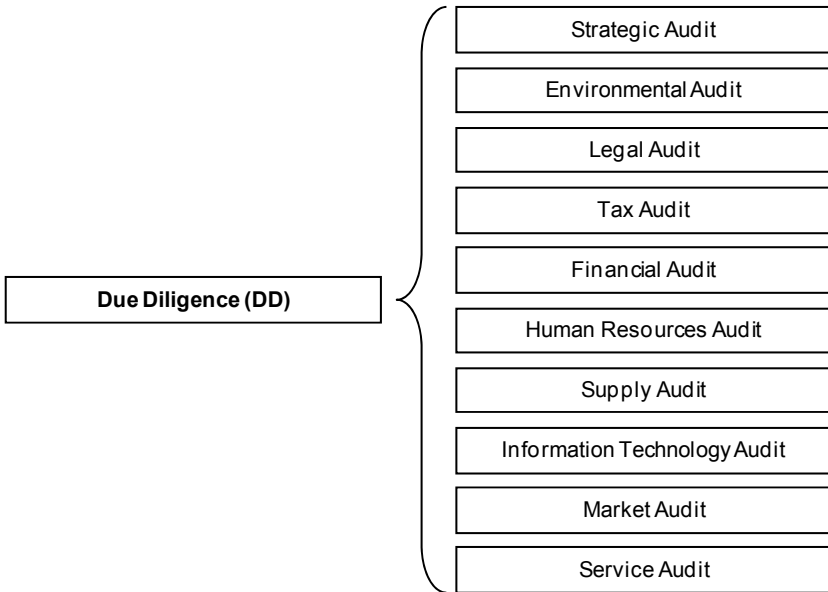 Strategic Audit
Environmental Audit
Legal Audit
Tax Audit
Financial Audit
Due Diligence (DD)
Human Resources Audit
Supply Audit
Information Technology Audit
Market Audit
Service Audit